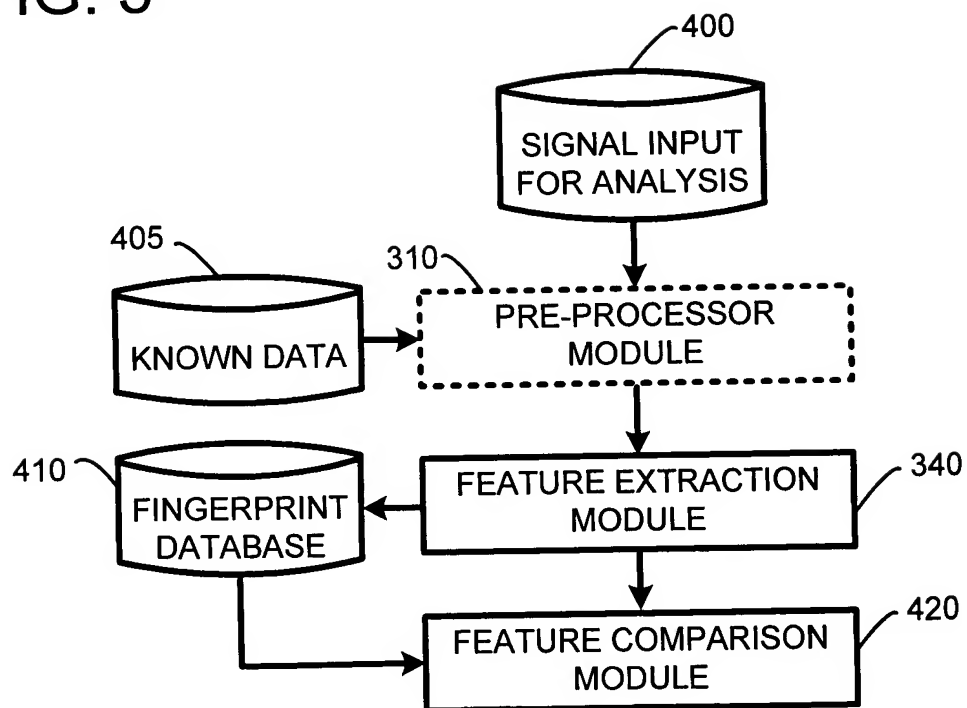 400
SIGNAL INPUT
FOR ANALYSIS
405
310
KNOWN DATA
PRE-PROCESSOR
MODULE
410
FINGERPRINT
DATABASE
FEATURE EXTRACTION
MODULE
340
FEATURE COMPARISON
MODULE
420